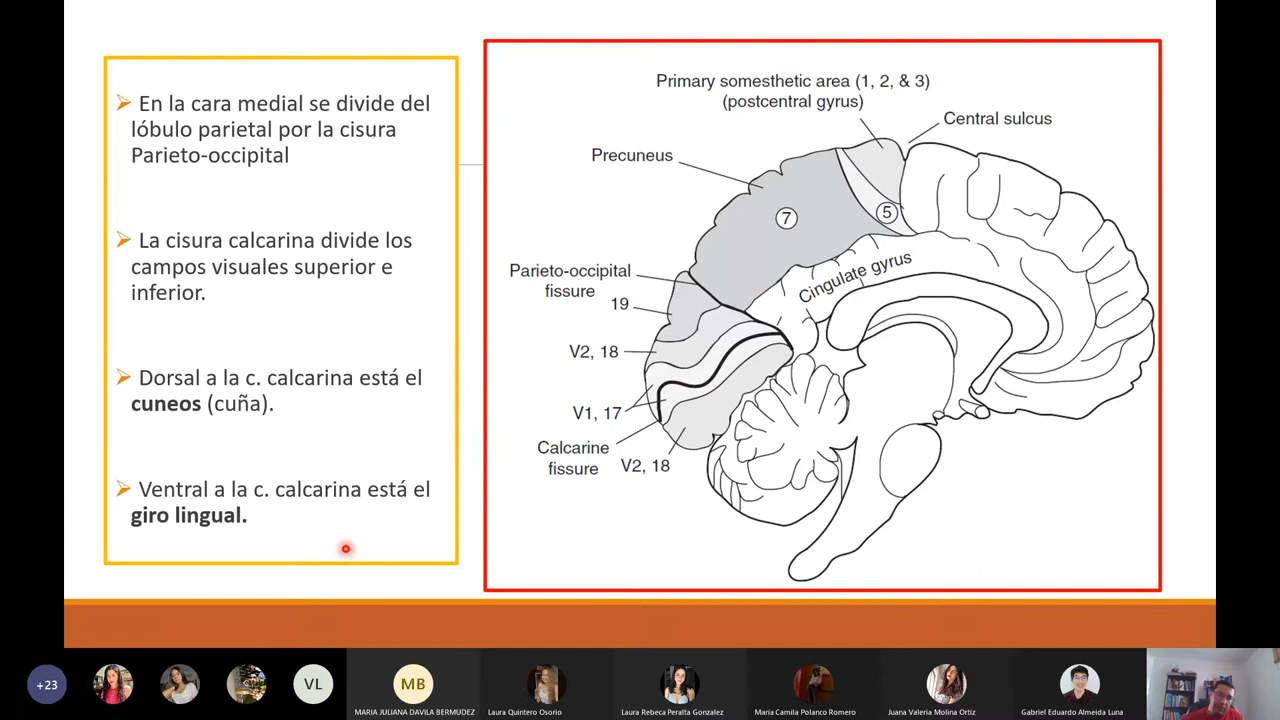 En la cara medial se divide del
lóbulo parietal por la cisura
Parieto-occipital
La cisura calcarina divide los
campos visuales superior e
inferior.
Dorsal a la c. calcarina está el
cuneos (cuña).
Ventral a la c. calcarina está el
giro lingual.
Primary somesthetic area (1, 2, & 3)
(postcentral gyrus)
Central sulcus
Precuneus
7
5
Parieto-occipital
fissure
Cingulate gyrus
19
V2, 18
V1, 17
Calcarine
fissure
V2, 18
+23
VL
MB
MARIA JULIANA DAVILA BERMUDEZ
Laura Quintero Osorio
Laura Rebeca Peralta Gonzalez
Maria Camila Polanco Romero
Juana Valeria Molina Ortiz
Gabriel Eduardo Almeida Luna